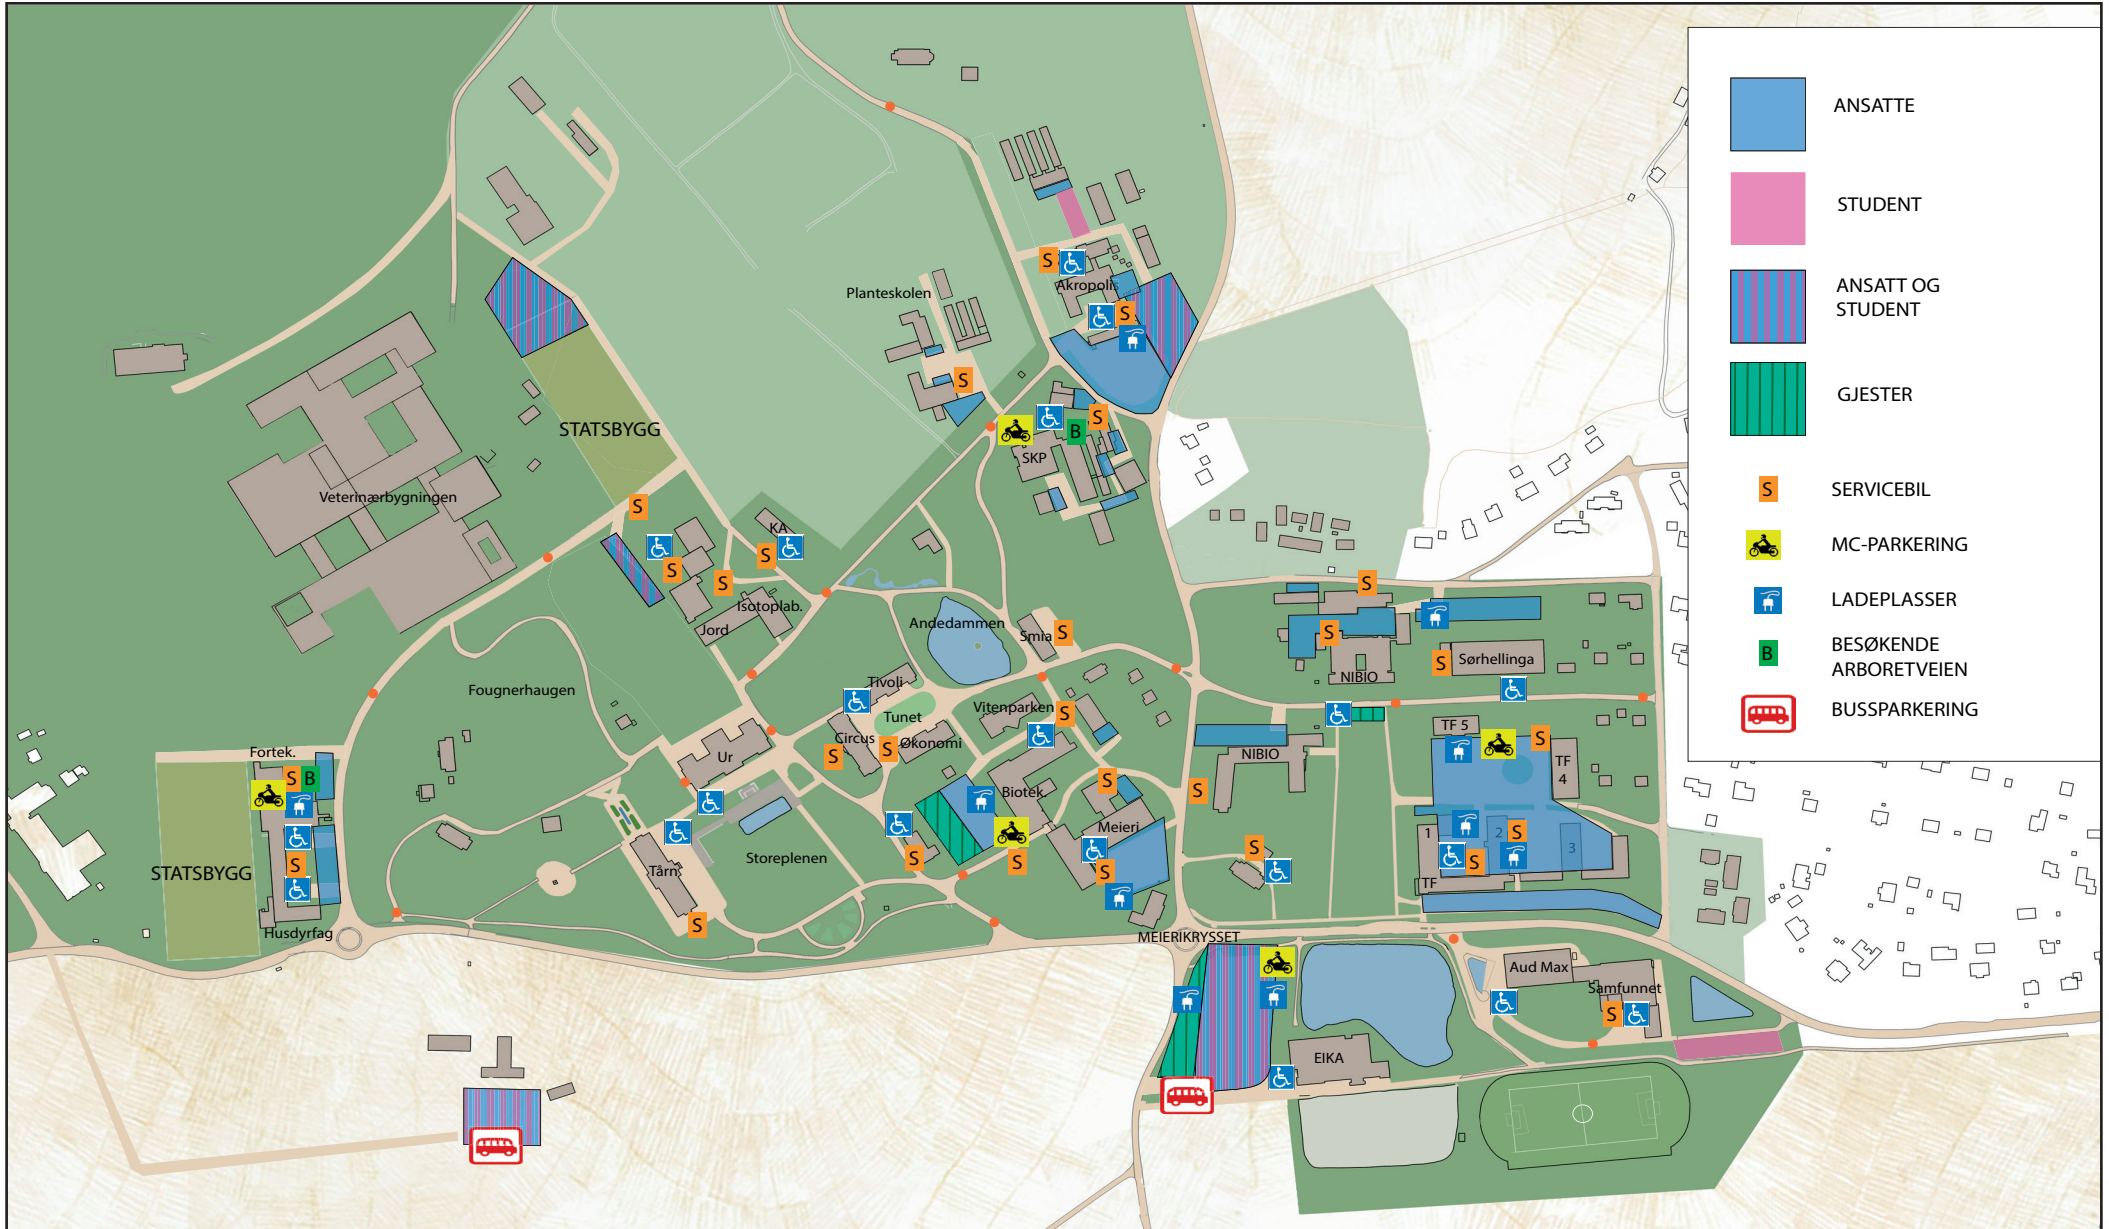 ANSATTE
STUDENT
ANSATT OG
STUDENT
GJESTER
S
SERVICEBIL
MC-PARKERING
LADEPLASSER
B
BESØKENDE
ARBORETVEIEN
BUSSPARKERING
S
Akropolis
Planteskolen
S
S
S
B
STATSBYGG
SKP
Veterinærbygningen
S
KA
S
S
S
S
Isotoplab.
Jord
Andedammen
Smia
S
S
S
Sørhellinga
NIBIO
Tivoli
Fougnerhaugen
Vitenparken
S
Tunet
Circus
S
S
Økonomi
TF 5
S
Fortek.
Ur
NIBIO
TF
4
S
B
Biotek.
S
S
Meieri
1
2
S
3
Storeplenen
S
S
S
S
S
STATSBYGG
Tårn
S
TF
S
Husdyrfag
MEIERIKRYSSET
Aud Max
Samfunnet
S
EIKA